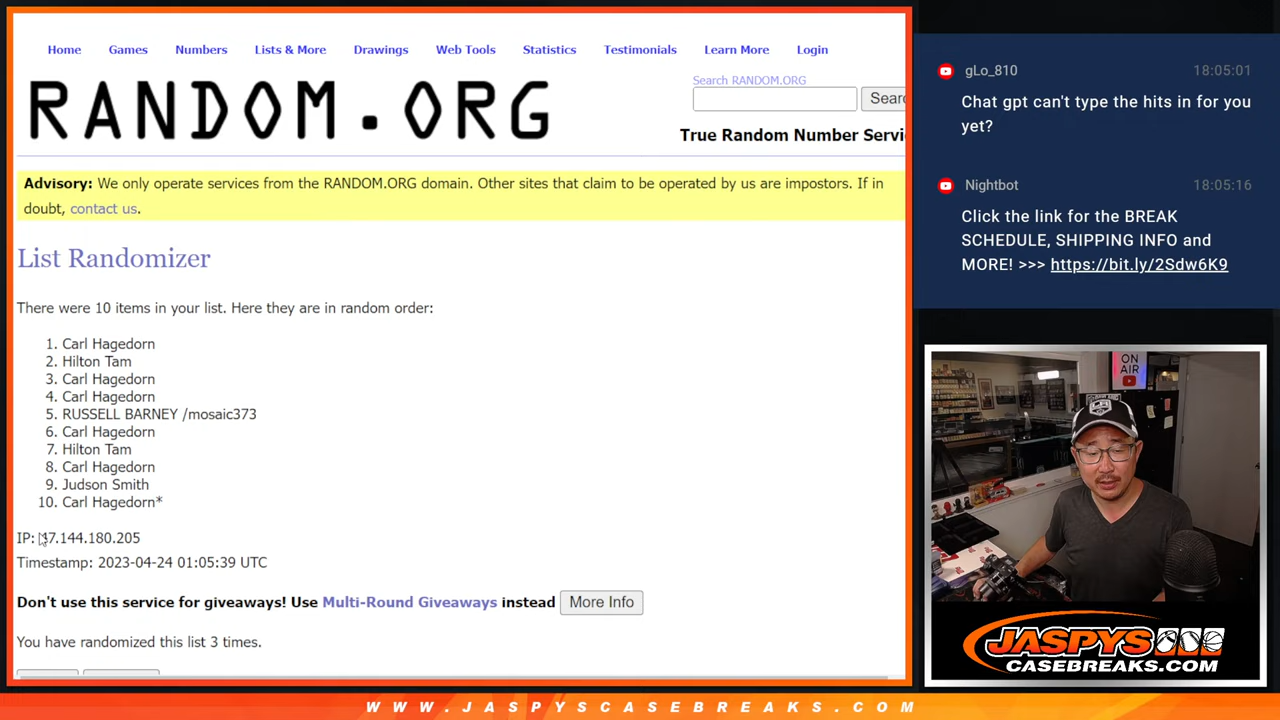 Home Games Numbers Lists & More Drawings Web Tools Statistics Testimonials Learn More Login
RANDOM.ORG
Search RANDOM.ORG
Sear
True Random Number Servi
Advisory: We only operate services from the RANDOM.ORG domain. Other sites that claim to be operated by us are impostors. If in
doubt, contact us.
List Randomizer
There were 10 items in your list. Here they are in random order:
1. Carl Hagedorn
2. Hilton Tam
3. Carl Hagedorn
4. Carl Hagedorn
5. RUSSELL BARNEY /mosaic373
6. Carl Hagedorn
7. Hilton Tam
8. Carl Hagedorn
9. Judson Smith
10. Carl Hagedorn*
IP: 7.144.180.205
Timestamp: 2023-04-24 01:05:39 UTC
Don't use this service for giveaways! Use Multi-Round Giveaways instead More Info
You have randomized this list 3 times.
gLo_810 18:05:01
Chat gpt can't type the hits in for you
yet?
Nightbot 18:05:16
Click the link for the BREAK
SCHEDULE, SHIPPING INFO and
MORE! >>> https://bit.ly/2Sdw6K9
ON
AIR
JASPYS
CASEBREAKS.COM
WWW.JASPYSCASEBREAKS.COM